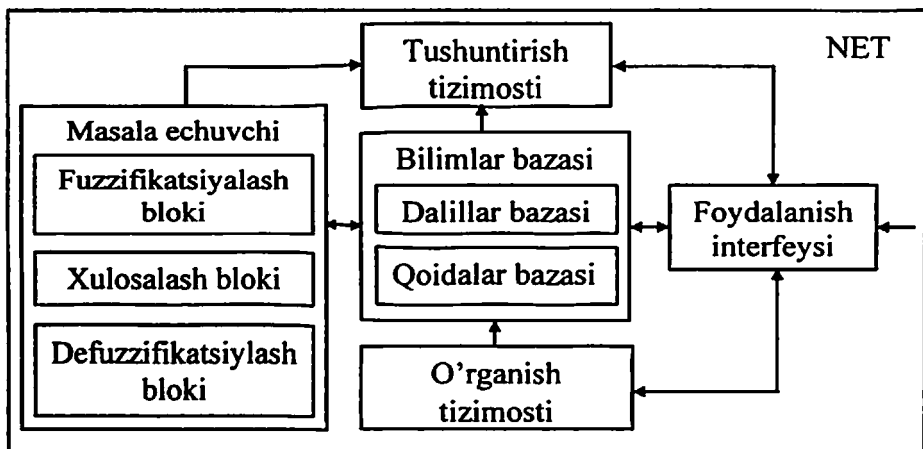 Tushuntirish
tizimosti
NET
Masala echuvchi
Fuzzifikatsiyalash
bloki
Xulosalash bloki
Defuzzifikatsiylash
bloki
Bilimlar bazasi
Dalillar bazasi
Qoidalar bazasi
Foydalanish
interfeysi
O'rganish
tizimosti